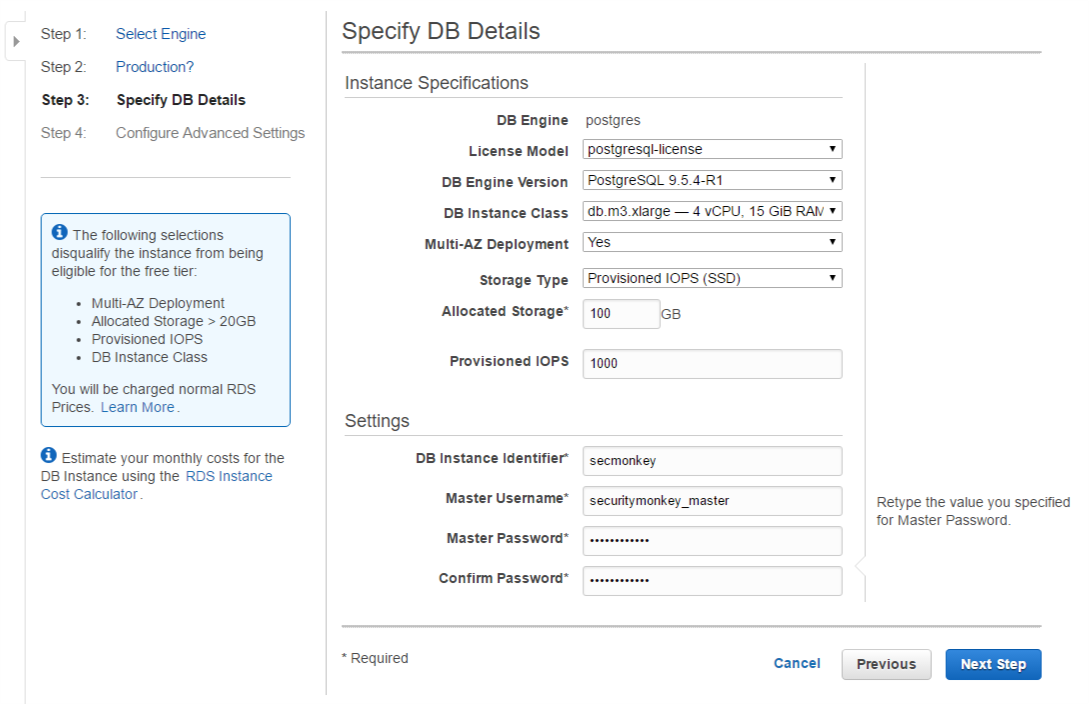 Step 1: Select Engine
Step 2: Production?
Step 3: Specify DB Details
Step 4: Configure Advanced Settings
The following selections
disqualify the instance from being
eligible for the free tier:
• Multi-AZ Deployment
• Allocated Storage > 20GB
• Provisioned IOPS
• DB Instance Class
You will be charged normal RDS
Prices. Learn More.
Estimate your monthly costs for the
DB Instance using the RDS Instance
Cost Calculator.
Specify DB Details
Instance Specifications
DB Engine postgres
License Model postgresql-license
DB Engine Version PostgreSQL 9.5.4-R1
DB Instance Class db.m3.xlarge — 4 vCPU, 15 GiB RAM
Multi-AZ Deployment Yes
Storage Type Provisioned IOPS (SSD)
Allocated Storage* 100 GB
Provisioned IOPS 1000
Settings
DB Instance Identifier* secmonkey
Master Username* securitymonkey_master
Master Password* ••••••••••••
Confirm Password* ••••••••••••
Retype the value you specified
for Master Password.
* Required
Cancel Previous Next Step